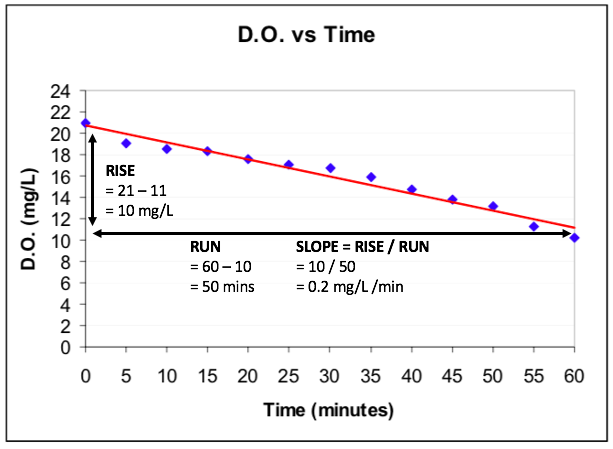 D.O. vs Time
D.O. (mg/L)
24
22
20
18
16
14
12
10
8
6
4
2
0
RISE
= 21 – 11
= 10 mg/L
RUN
= 60 – 10
= 50 mins
SLOPE = RISE / RUN
= 10 / 50
= 0.2 mg/L /min
0 5 10 15 20 25 30 35 40 45 50 55 60
Time (minutes)